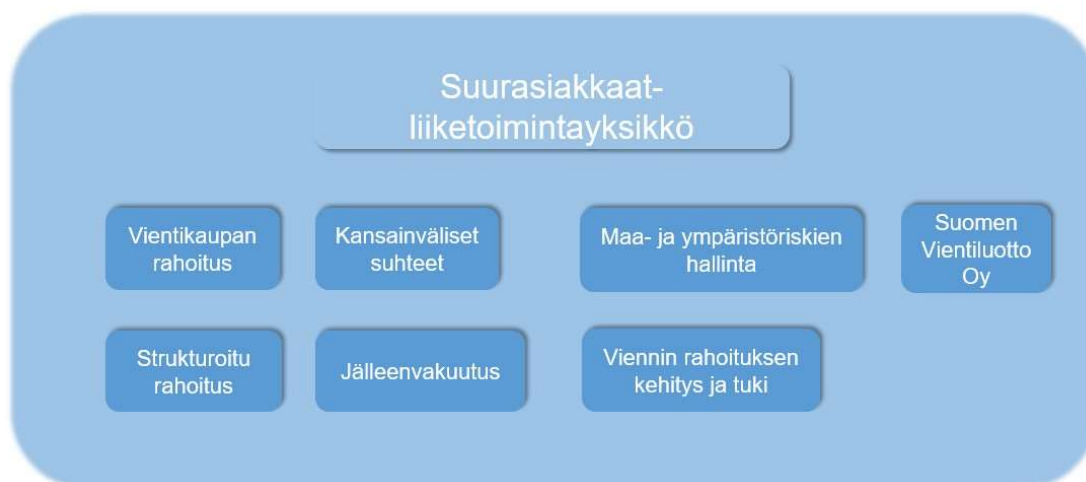 Suurasiakkaat-
liiketoimintayksikkö
Vientikaupan
rahoitus
Kansainväliset
suhteet
Maa- ja ympäristöriskien
hallinta
Suomen
Vientiluotto
Oy
Strukturoitu
rahoitus
Jälleenvakuutus
Viennin rahoituksen
kehitys ja tuki